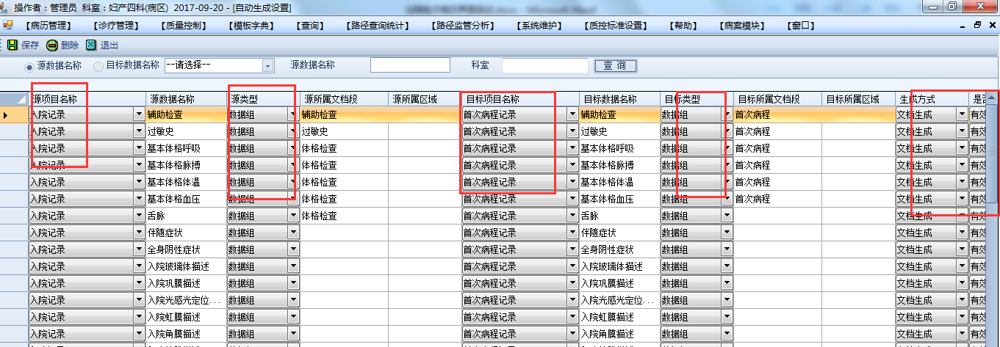 操作者：管理员 科室：妇产四科(病区) 2017-09-20 - [自动生成设置]
【病历管理】 【诊疗管理】 【质量控制】 【模板字典】 【查询】 【路径查询统计】 【路径监管分析】 【系统维护】 【质控标准设置】 【帮助】 【病案模块】 【窗口】
保存 删除 退出
源数据名称 目标数据名称 --请选择-- 源数据名称 科室 查 询
源项目名称 源数据名称 源类型 源所属文档段 源所属区域 目标项目名称 目标数据名称 目标类型 目标所属文档段 目标所属区域 生成方式 是否
入院记录 辅助检查 数据组 辅助检查 首次病程记录 辅助检查 数据组 首次病程 文档生成 有效
入院记录 过敏史 数据组 过敏史 首次病程记录 过敏史 数据组 首次病程 文档生成 有效
入院记录 基本体格呼吸 数据组 体格检查 首次病程记录 基本体格呼吸 数据组 首次病程 文档生成 有效
入院记录 基本体格脉搏 数据组 体格检查 首次病程记录 基本体格脉搏 数据组 首次病程 文档生成 有效
入院记录 基本体格体温 数据组 体格检查 首次病程记录 基本体格体温 数据组 首次病程 文档生成 有效
入院记录 基本体格血压 数据组 体格检查 首次病程记录 基本体格血压 数据组 首次病程 文档生成 有效
入院记录 舌脉 数据组 体格检查 首次病程记录 舌脉 数据组 文档生成 有效
入院记录 伴随症状 数据组 首次病程记录 伴随症状 数据组 文档生成 有效
入院记录 全身阴性症状 数据组 首次病程记录 全身阴性症状 数据组 文档生成 有效
入院记录 入院玻璃体描述 数据组 首次病程记录 入院玻璃体描述 数据组 文档生成 有效
入院记录 入院巩膜描述 数据组 首次病程记录 入院巩膜描述 数据组 文档生成 有效
入院记录 入院光感光定位... 数据组 首次病程记录 入院光感光定位... 数据组 文档生成 有效
入院记录 入院虹膜描述 数据组 首次病程记录 入院虹膜描述 数据组 文档生成 有效
入院记录 入院角膜描述 数据组 首次病程记录 入院角膜描述 数据组 文档生成 有效